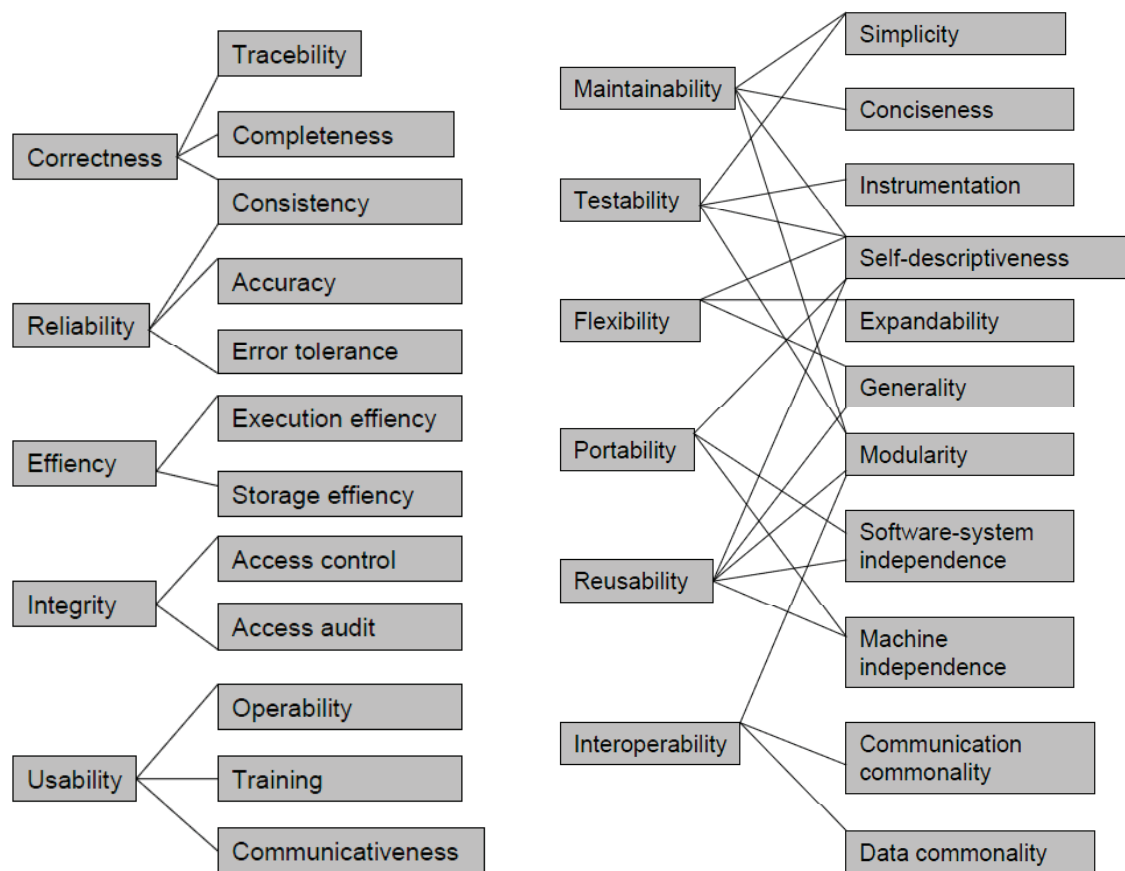 Tracebility
Completeness
Correctness
Consistency
Accuracy
Reliability
Error tolerance
Execution effiency
Effiency
Storage effiency
Access control
Integrity
Access audit
Operability
Usability
Training
Communicativeness
Simplicity
Maintainability
Conciseness
Testability
Instrumentation
Self-descriptiveness
Flexibility
Expandability
Generality
Portability
Modularity
Software-system
independence
Reusability
Machine
independence
Interoperability
Communication
commonality
Data commonality